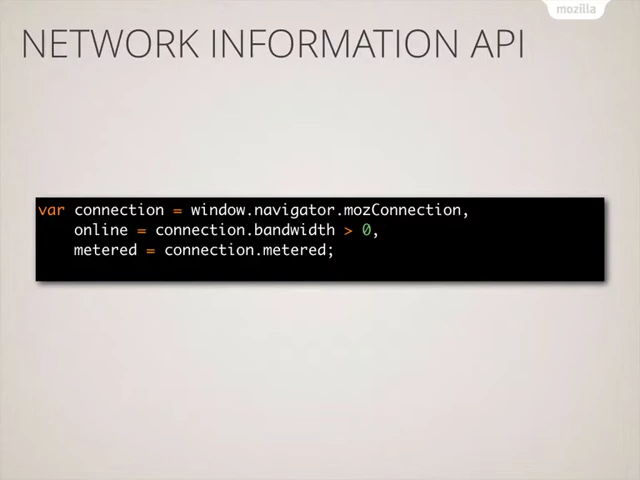 mozilla
NETWORK INFORMATION API
var connection = window.navigator.mozConnection,
    online = connection.bandwidth > 0,
    metered = connection.metered;